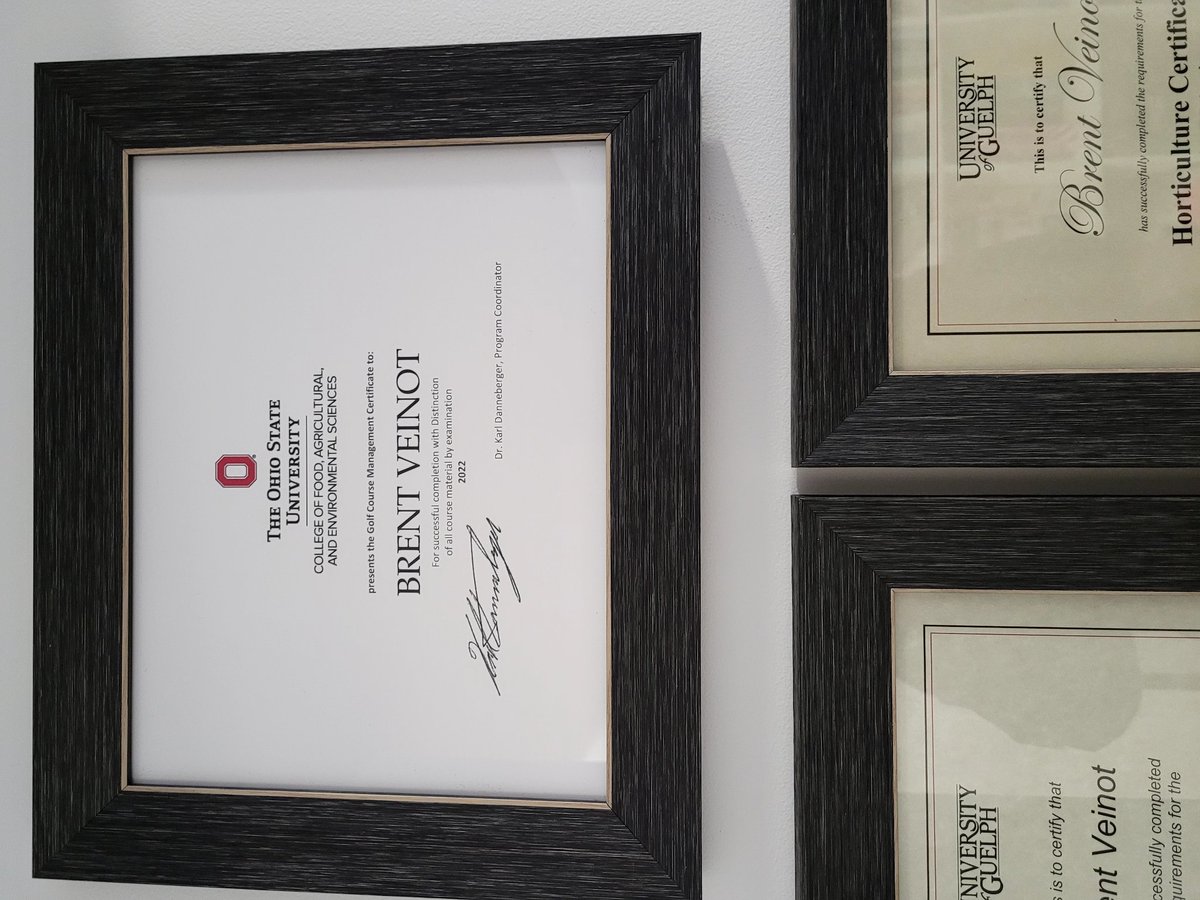 THE OHIO STATE
UNIVERSITY
COLLEGE OF FOOD, AGRICULTURAL,
AND ENVIRONMENTAL SCIENCES
presents the Golf Course Management Certificate to:
BRENT VEINOT
For successful completion with Distinction
of all course material by examination
2022
Dr. Karl Danneberger, Program Coordinator
NIVERSITY
of GUELPH
is is to certify that
ent Veinot
cessfully completed
quirements for the
UNIVERSITY
of GUELPH
This is to certify that
Brent Veino
has successfully completed the requirements for t
Horticulture Certifica